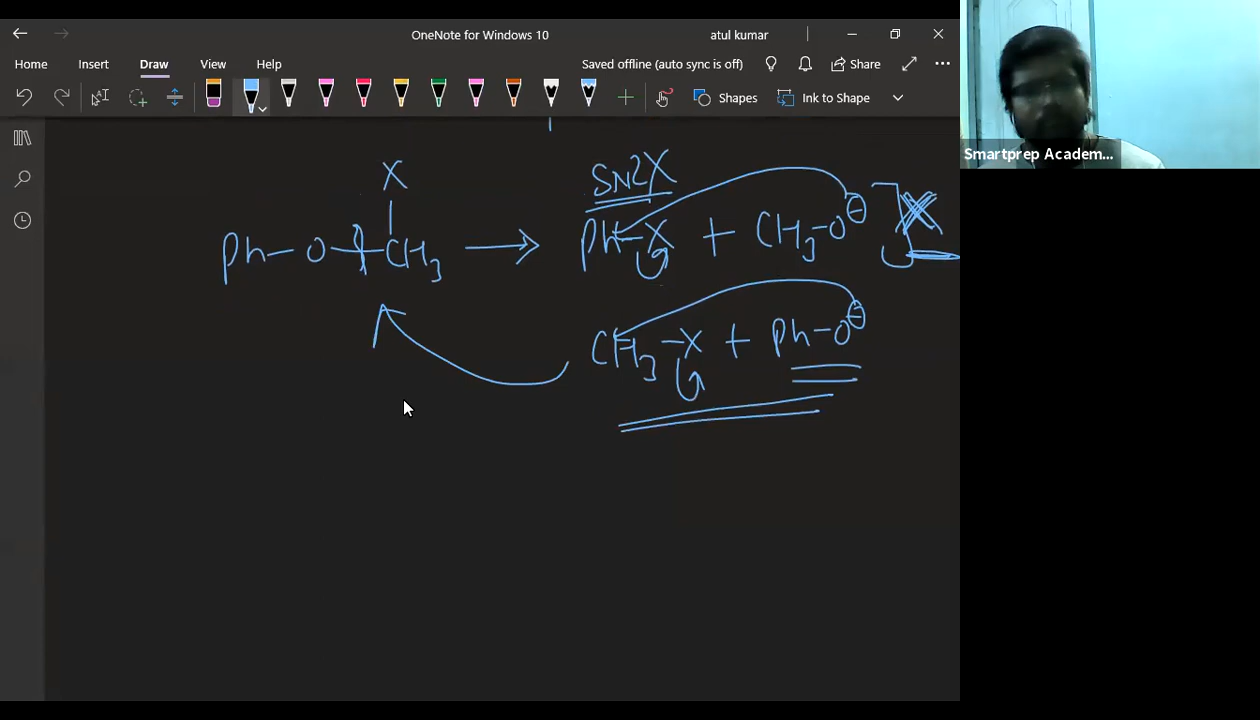 OneNote for Windows 10
atul kumar
Home Insert Draw View Help
Saved offline (auto sync is off)
Share
Shapes
Ink to Shape
Smartprep Academ...
X
SN2 X
Ph-O-CH3 → Ph-X + CH3-O⊖ X
CH3-X + Ph-O⊖